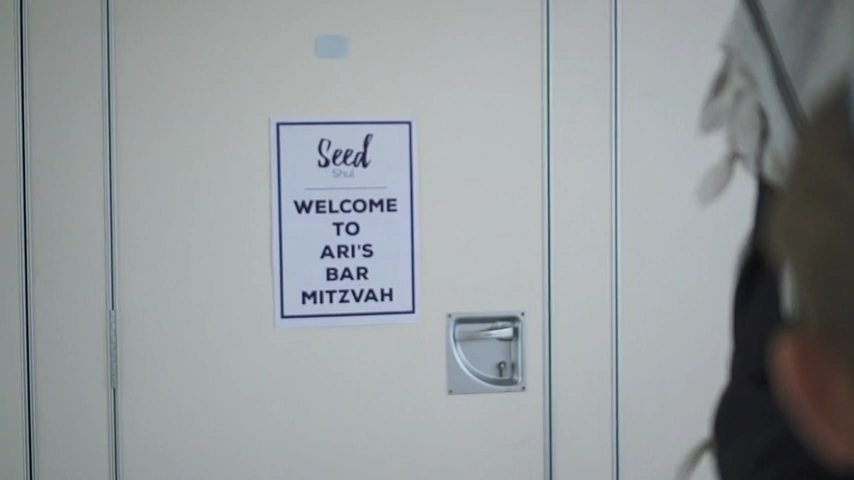 Seed
Shul
WELCOME
TO
ARI'S
BAR
MITZVAH